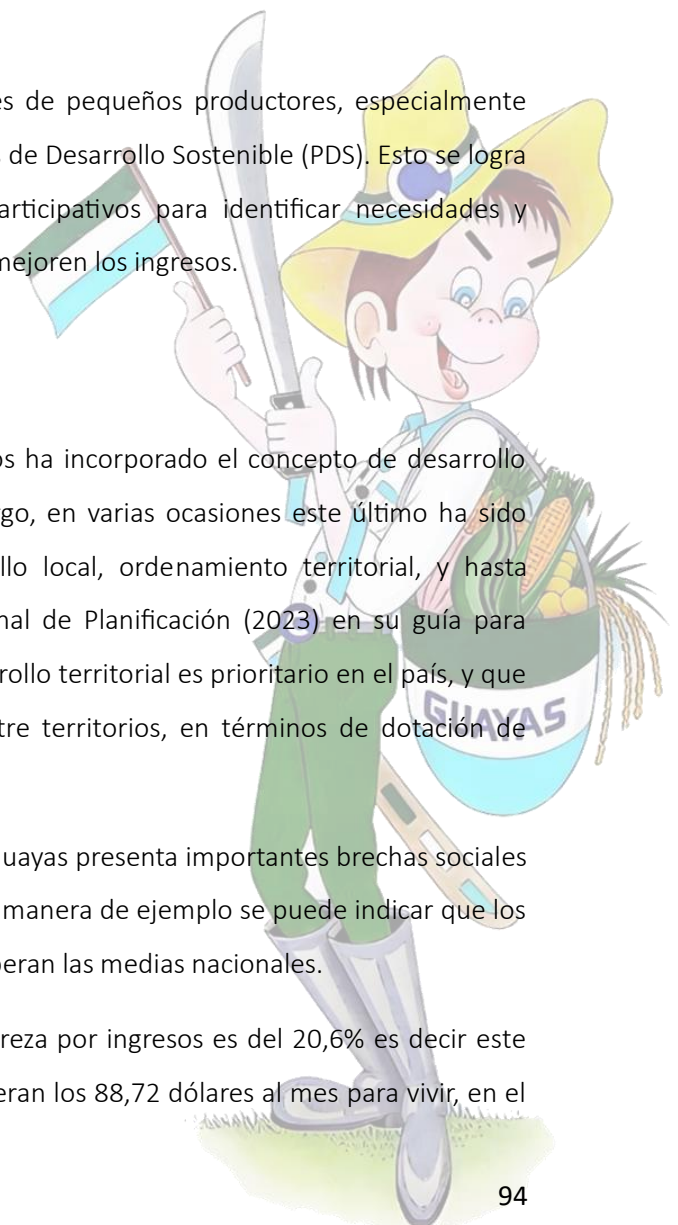 es de pequeños productores, especialmente
s de Desarrollo Sostenible (PDS). Esto se logra
articipativos para identificar necesidades y
mejoren los ingresos.
os ha incorporado el concepto de desarrollo
rgo, en varias ocasiones este último ha sido
llo local, ordenamiento territorial, y hasta
nal de Planificación (2023) en su guía para
rollo territorial es prioritario en el país, y que
tre territorios, en términos de dotación de
GUAYAS
uayas presenta importantes brechas sociales
manera de ejemplo se puede indicar que los
peran las medias nacionales.
reza por ingresos es del 20,6% es decir este
eran los 88,72 dólares al mes para vivir, en el
94